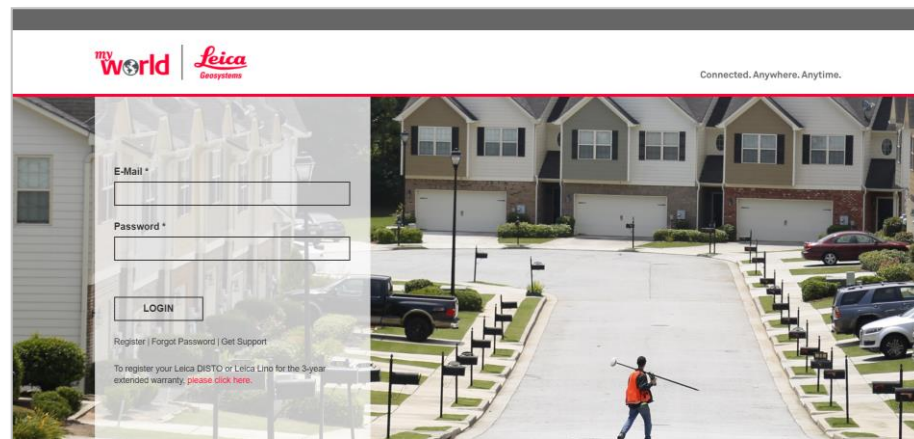 my
world
Leica
Geosystems
Connected. Anywhere. Anytime.
E-Mail *
Password *
LOGIN
Register | Forgot Password | Get Support
To register your Leica DISTO or Leica Lino for the 3-year
extended warranty, please click here.